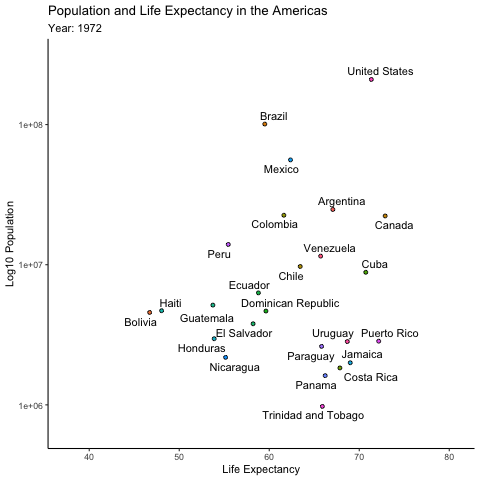 Population and Life Expectancy in the Americas
Year: 1972
United States
1e+08
Brazil
Mexico
Argentina
Colombia
Canada
Venezuela
Peru
Cuba
1e+07
Chile
Ecuador
Haiti
Dominican Republic
Bolivia
Guatemala
El Salvador
Uruguay
Puerto Rico
Honduras
Paraguay
Jamaica
Nicaragua
Costa Rica
Panama
1e+06
Trinidad and Tobago
Log10 Population
40
50
60
70
80
Life Expectancy